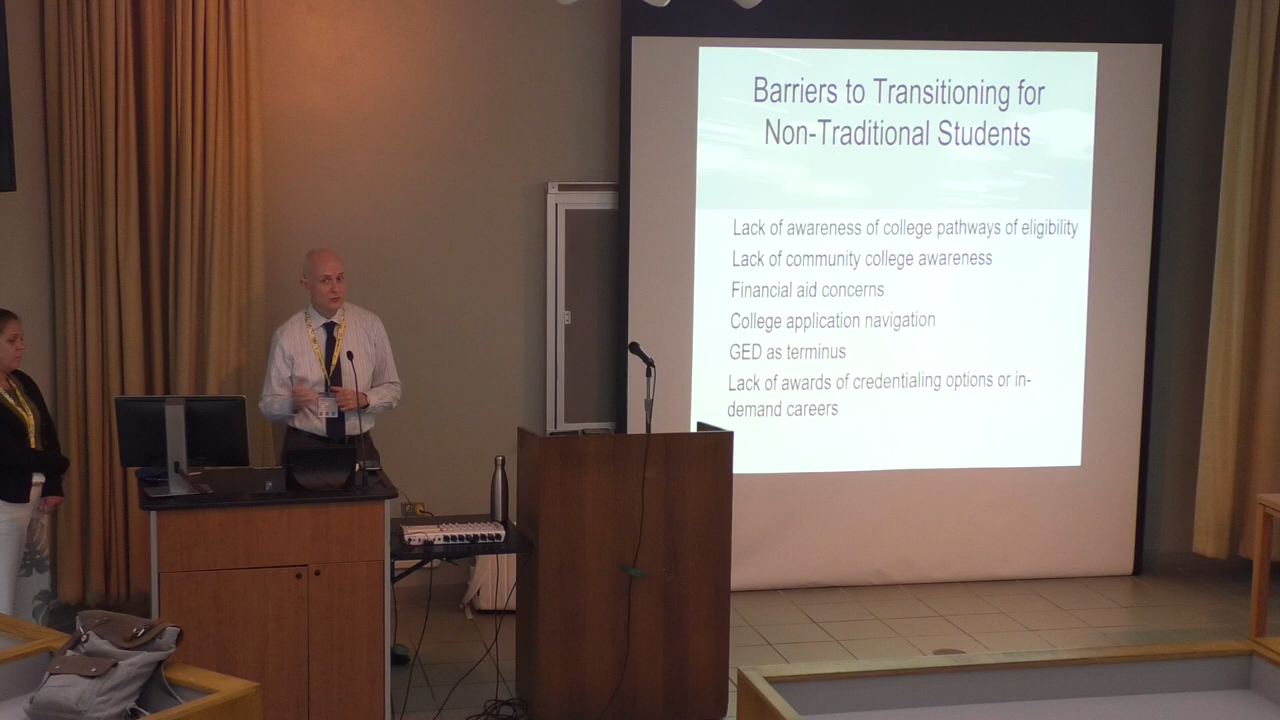 Barriers to Transitioning for
Non-Traditional Students
Lack of awareness of college pathways of eligibility
Lack of community college awareness
Financial aid concerns
College application navigation
GED as terminus
Lack of awards of credentialing options or in-
demand careers